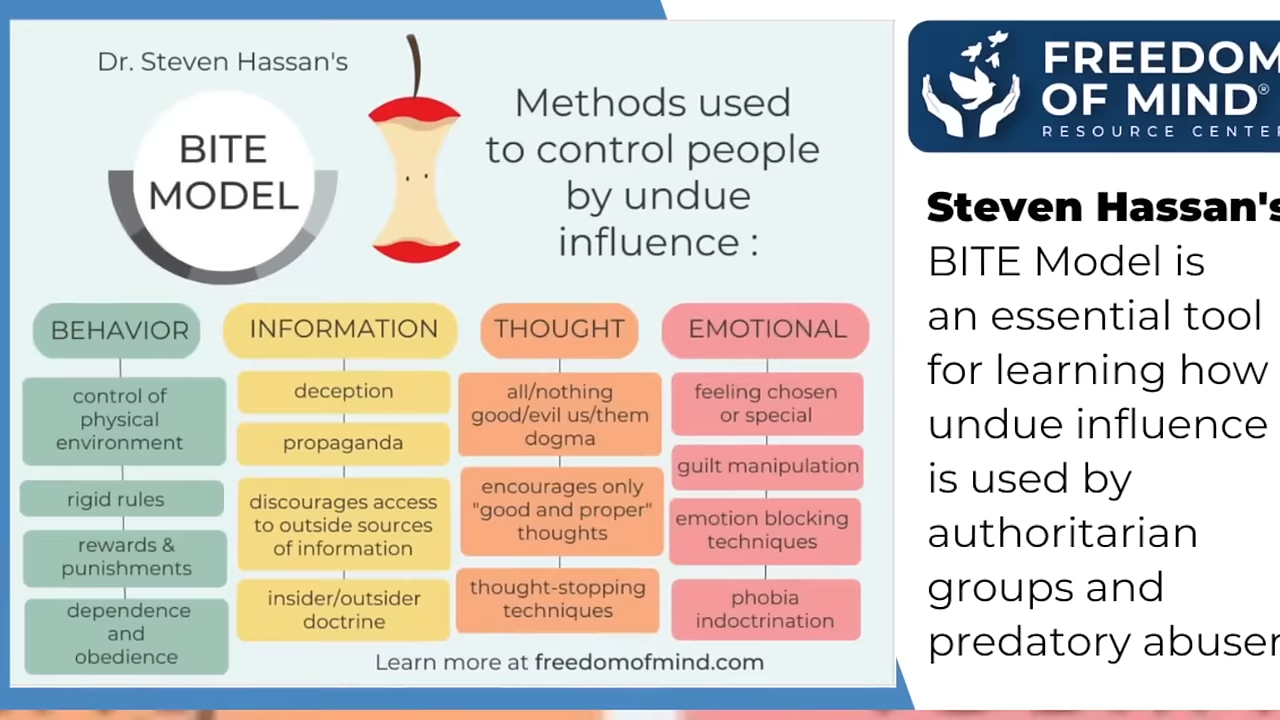 Dr. Steven Hassan's
BITE
MODEL
Methods used
to control people
by undue
influence :
BEHAVIOR
control of
physical
environment
rigid rules
rewards &
punishments
dependence
and
obedience
INFORMATION
deception
propaganda
discourages access
to outside sources
of information
insider/outsider
doctrine
THOUGHT
all/nothing
good/evil us/them
dogma
encourages only
"good and proper"
thoughts
thought-stopping
techniques
EMOTIONAL
feeling chosen
or special
guilt manipulation
emotion blocking
techniques
phobia
indoctrination
Learn more at freedomofmind.com
FREEDOM
OF MIND®
RESOURCE CENTER
Steven Hassan's
BITE Model is
an essential tool
for learning how
undue influence
is used by
authoritarian
groups and
predatory abuser